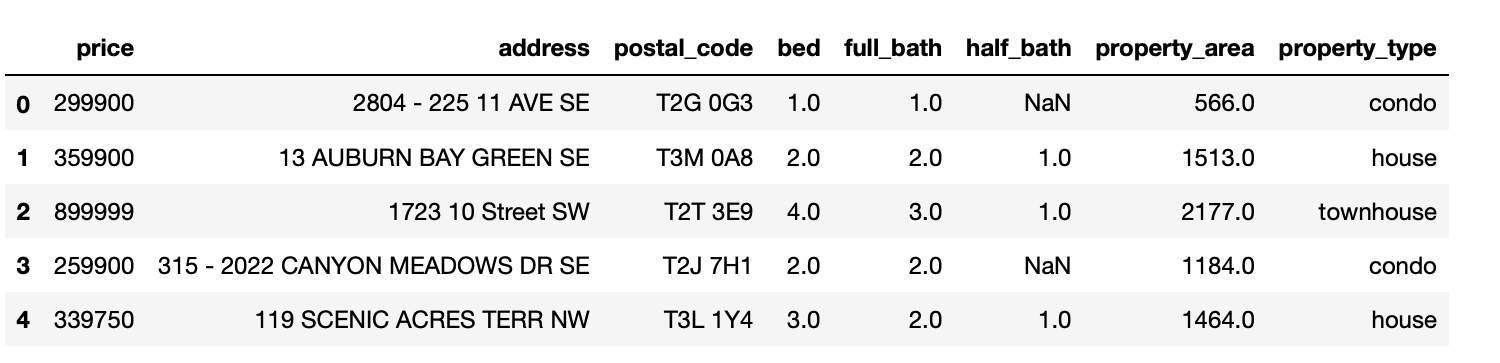 price address postal_code bed full_bath half_bath property_area property_type
0 299900 2804 - 225 11 AVE SE T2G 0G3 1.0 1.0 NaN 566.0 condo
1 359900 13 AUBURN BAY GREEN SE T3M 0A8 2.0 2.0 1.0 1513.0 house
2 899999 1723 10 Street SW T2T 3E9 4.0 3.0 1.0 2177.0 townhouse
3 259900 315 - 2022 CANYON MEADOWS DR SE T2J 7H1 2.0 2.0 NaN 1184.0 condo
4 339750 119 SCENIC ACRES TERR NW T3L 1Y4 3.0 2.0 1.0 1464.0 house